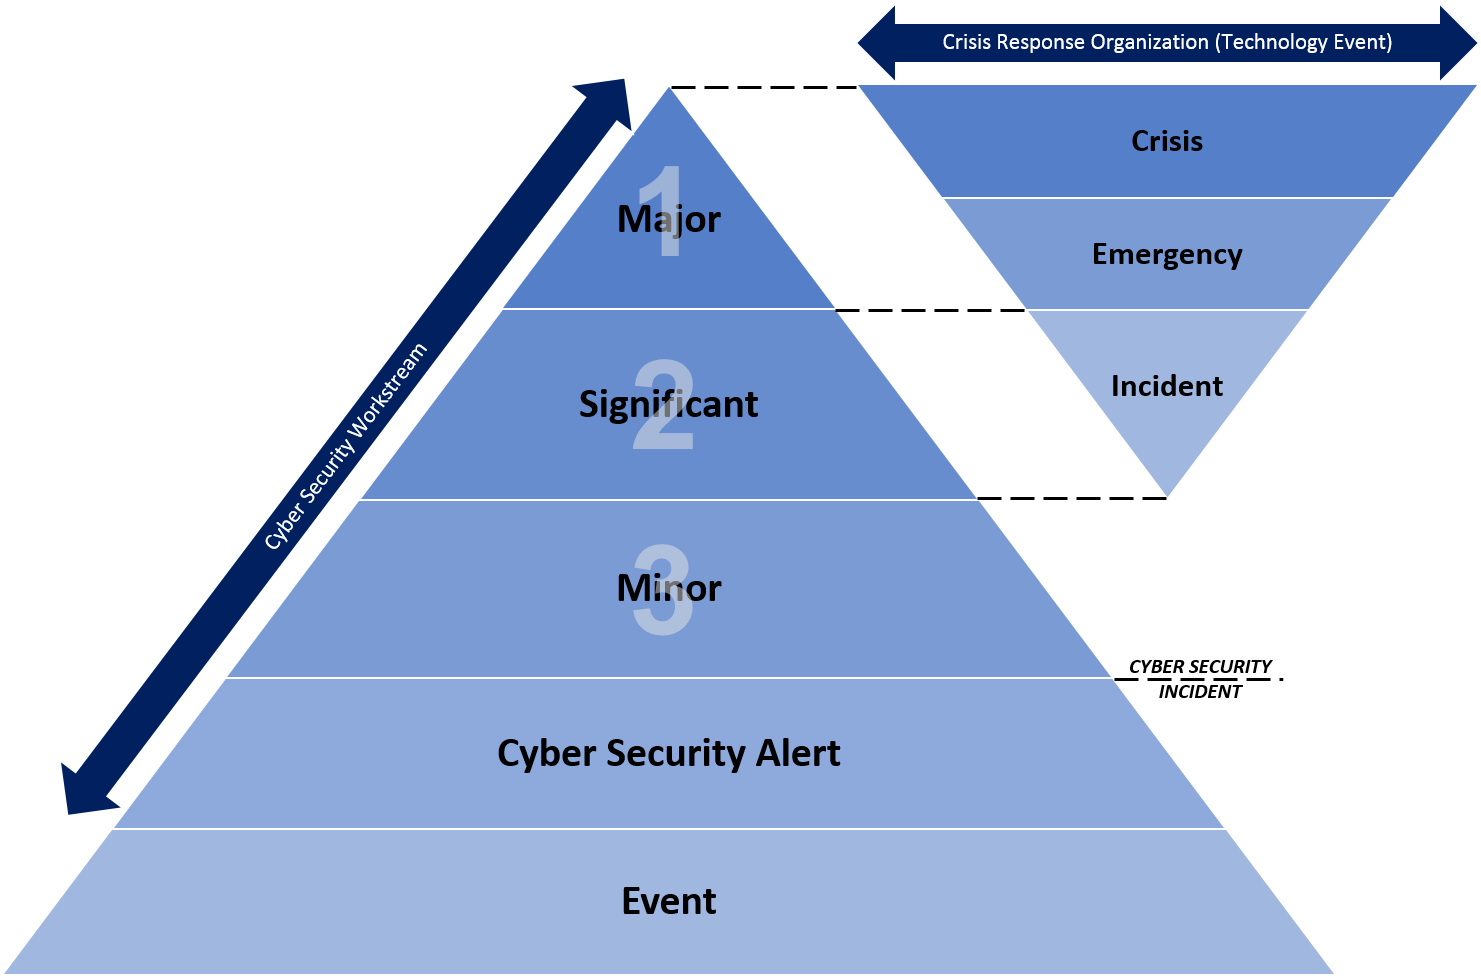 Crisis Response Organization (Technology Event)
Crisis
Emergency
Incident
Cyber Security Workstream
1
Major
2
Significant
3
Minor
CYBER SECURITY
INCIDENT
Cyber Security Alert
Event